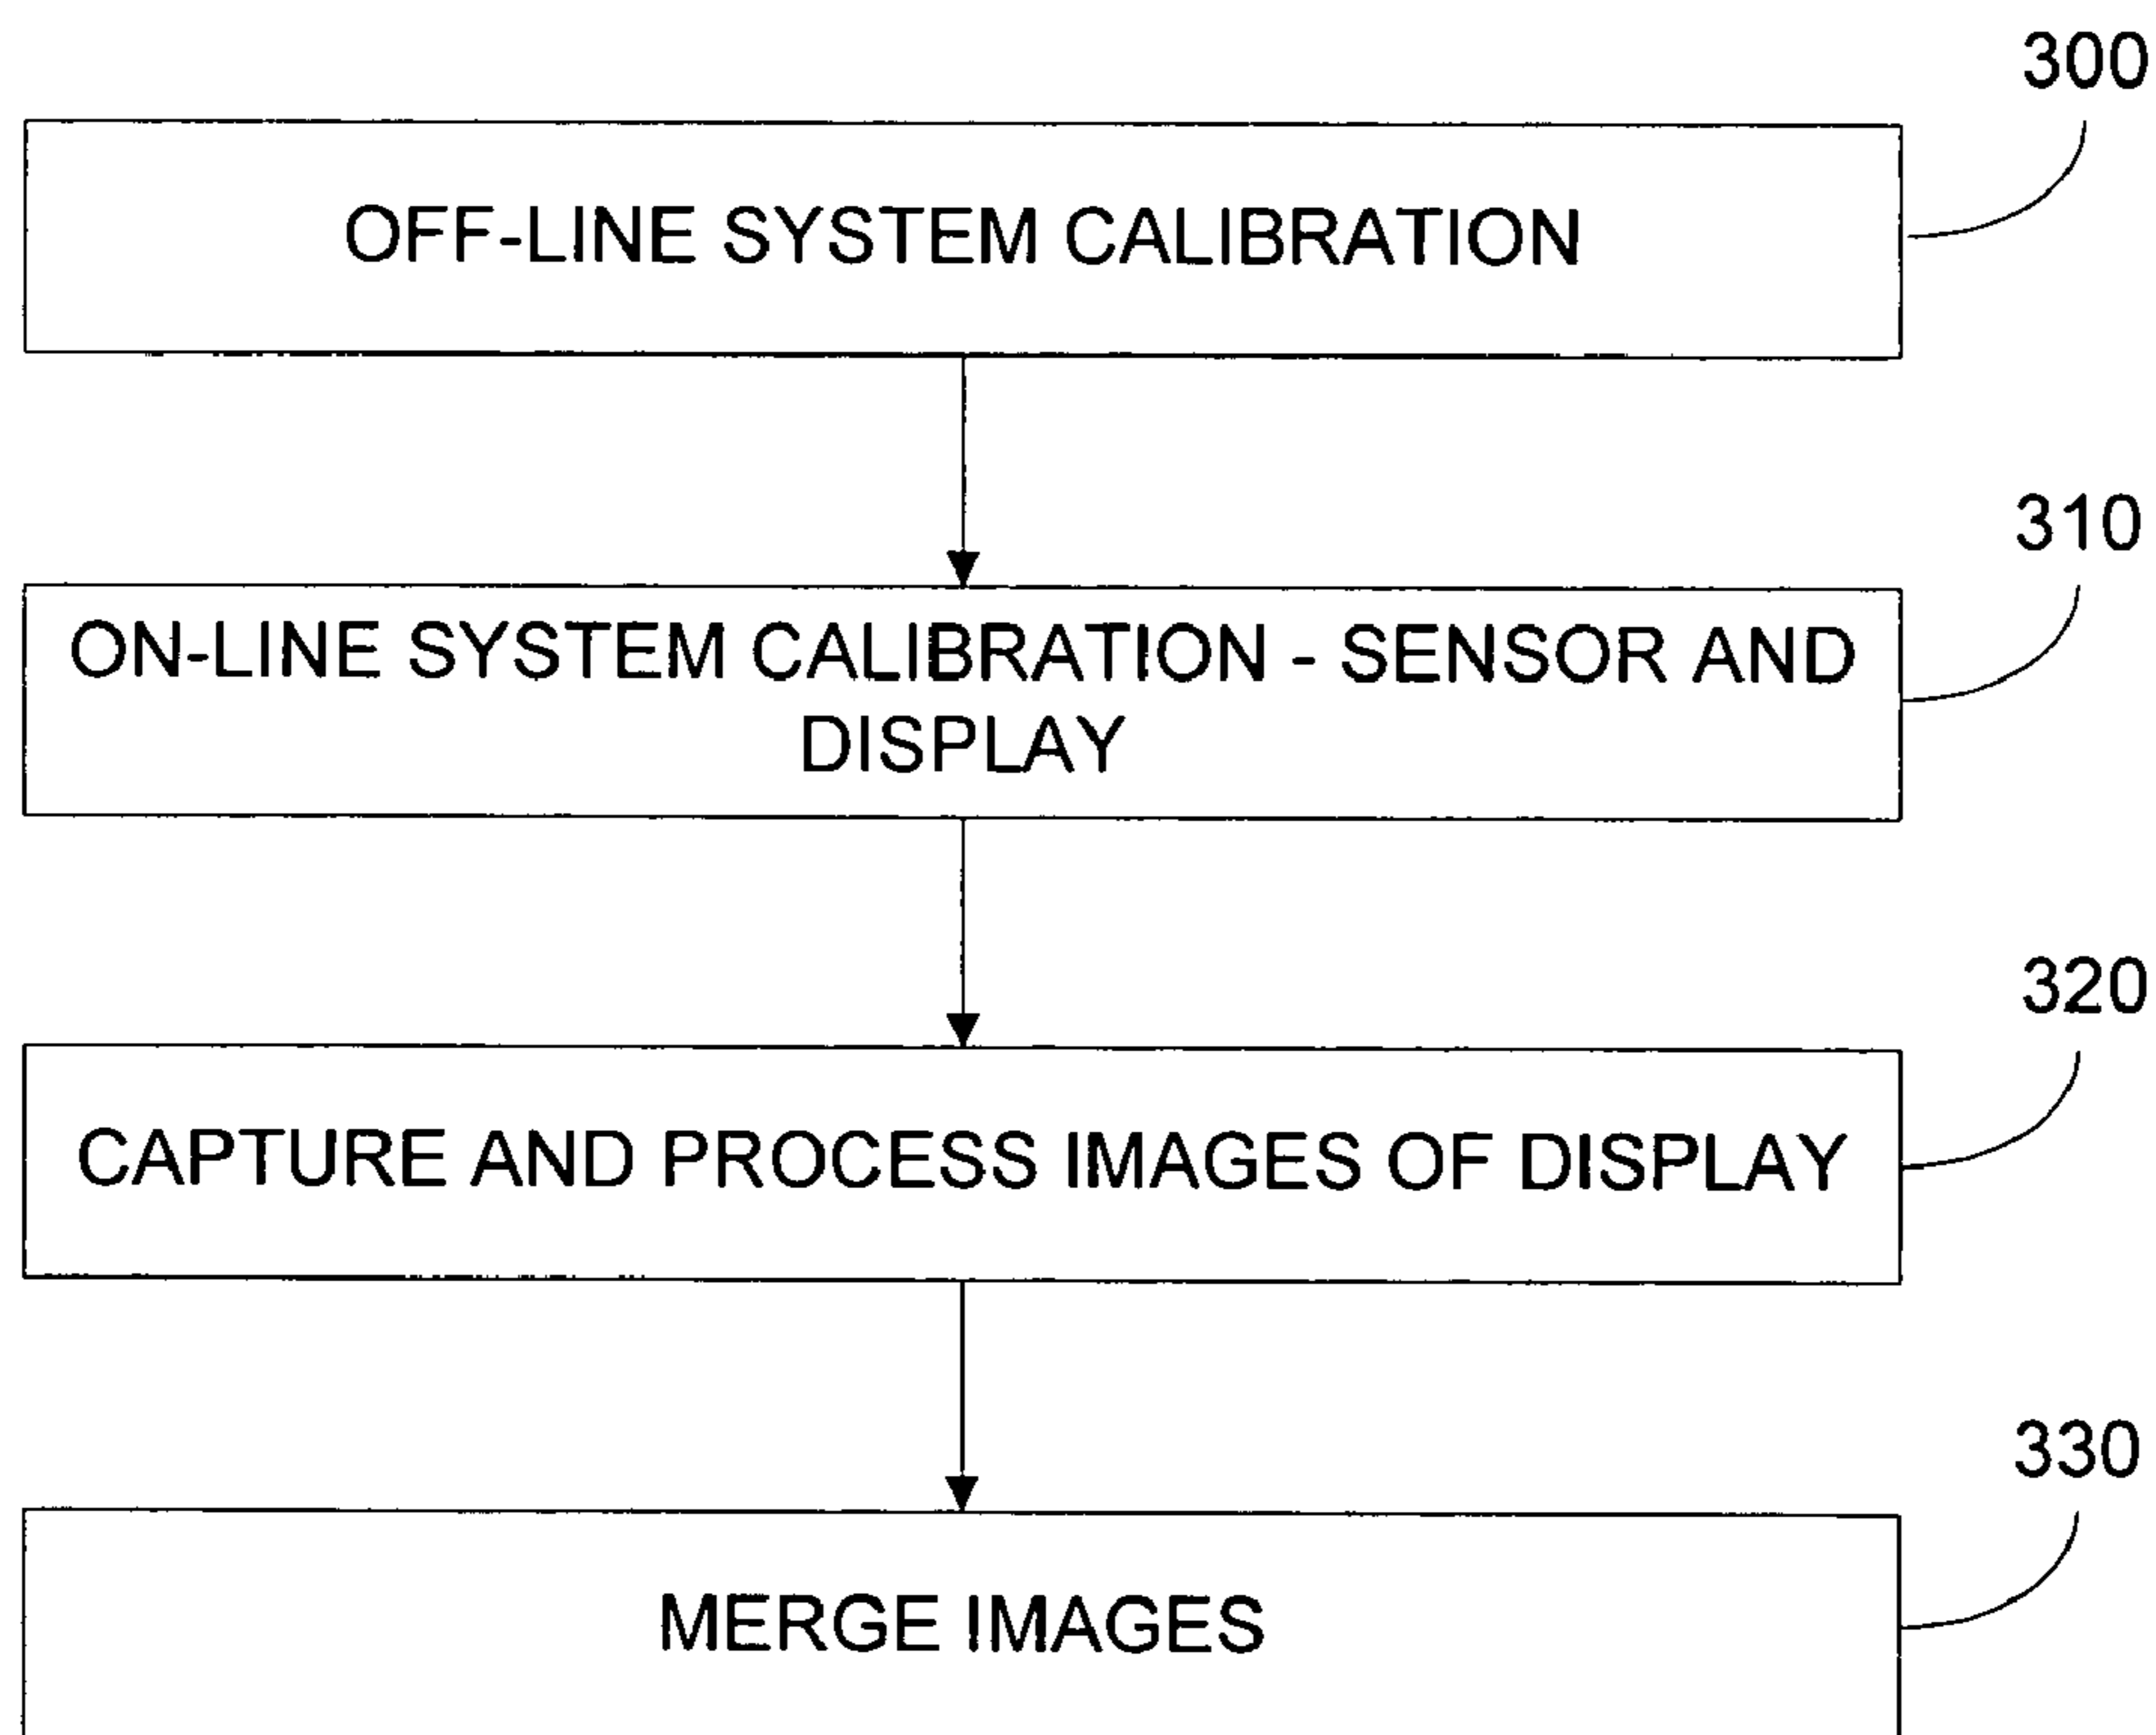 300
OFF-LINE SYSTEM CALIBRATION
310
ON-LINE SYSTEM CALIBRATION - SENSOR AND
DISPLAY
320
CAPTURE AND PROCESS IMAGES OF DISPLAY
330
MERGE IMAGES